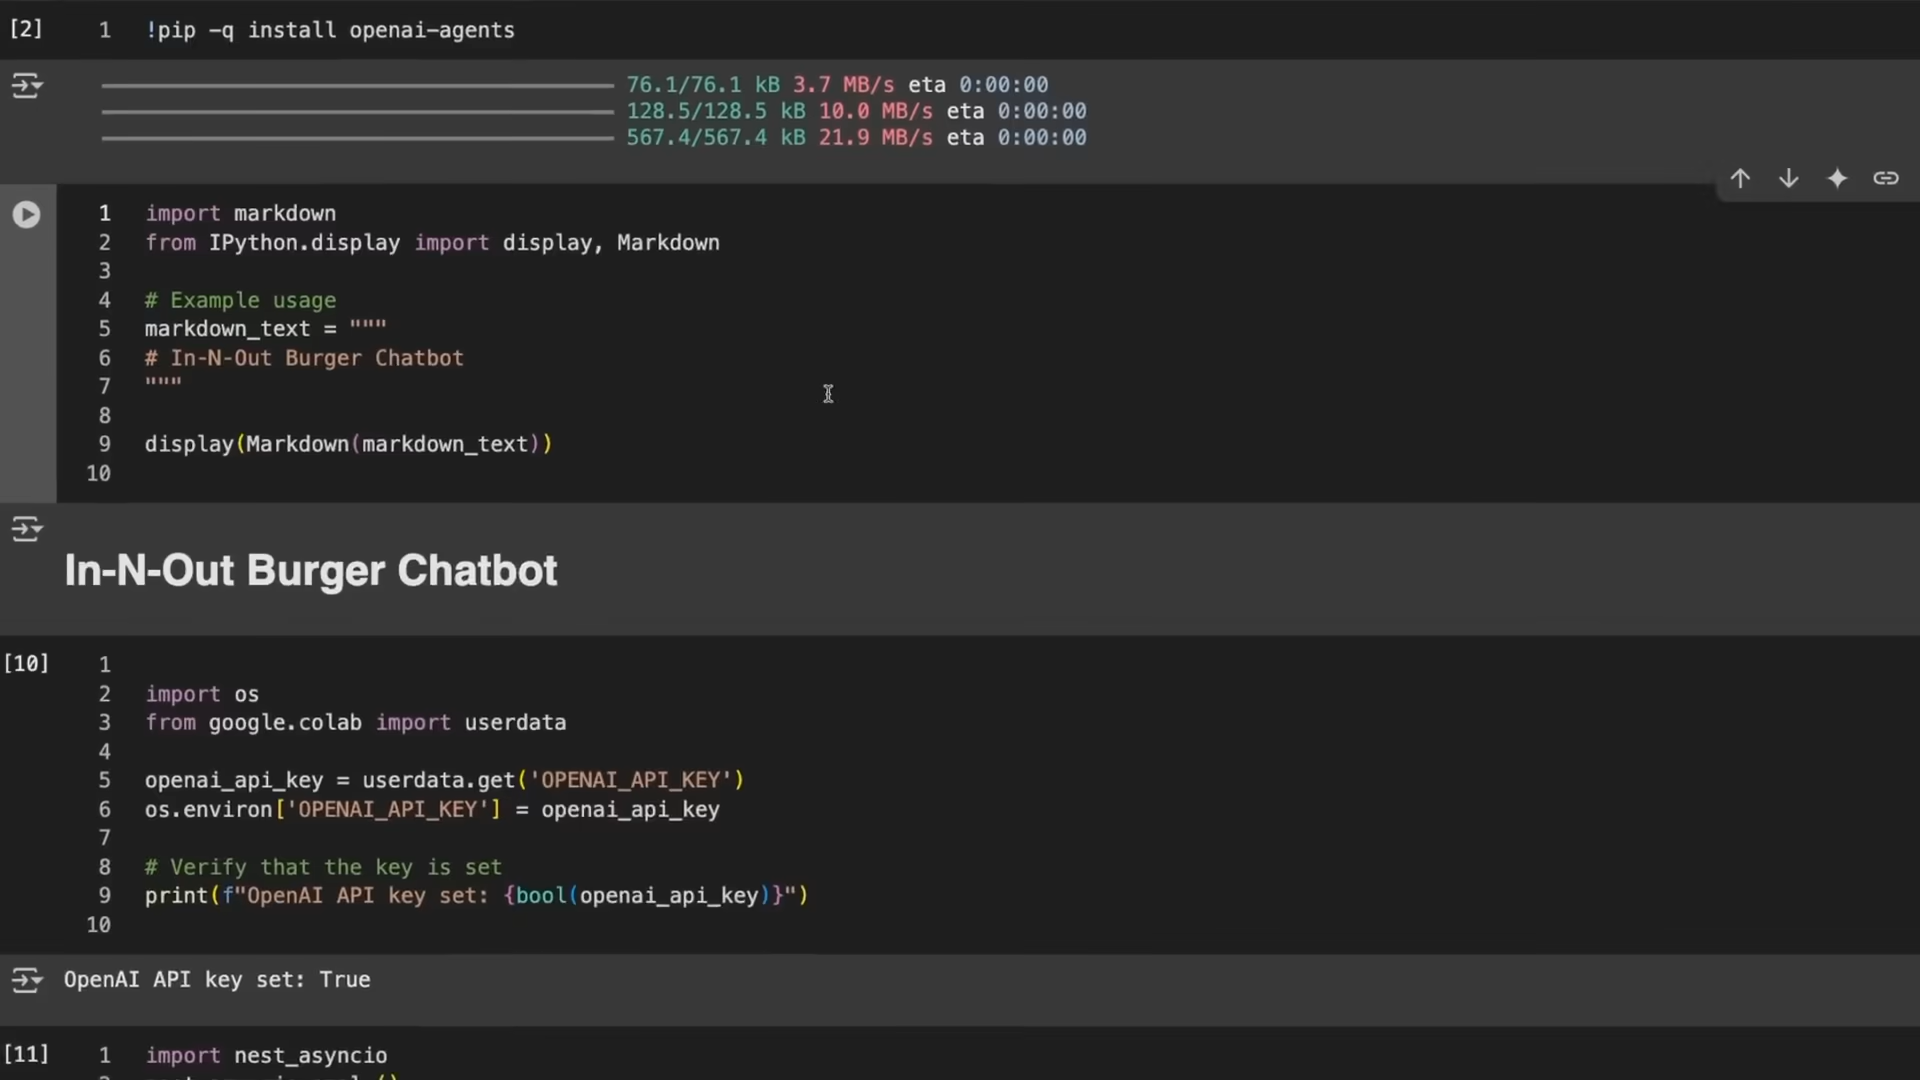 [2] 1 !pip -q install openai-agents
76.1/76.1 kB 3.7 MB/s eta 0:00:00
128.5/128.5 kB 10.0 MB/s eta 0:00:00
567.4/567.4 kB 21.9 MB/s eta 0:00:00
1 import markdown
2 from IPython.display import display, Markdown
3
4 # Example usage
5 markdown_text = """
6 # In-N-Out Burger Chatbot
7 """
8
9 display(Markdown(markdown_text))
10
In-N-Out Burger Chatbot
[10] 1
2 import os
3 from google.colab import userdata
4
5 openai_api_key = userdata.get('OPENAI_API_KEY')
6 os.environ['OPENAI_API_KEY'] = openai_api_key
7
8 # Verify that the key is set
9 print(f"OpenAI API key set: {bool(openai_api_key)}")
10
OpenAI API key set: True
[11] 1 import nest_asyncio